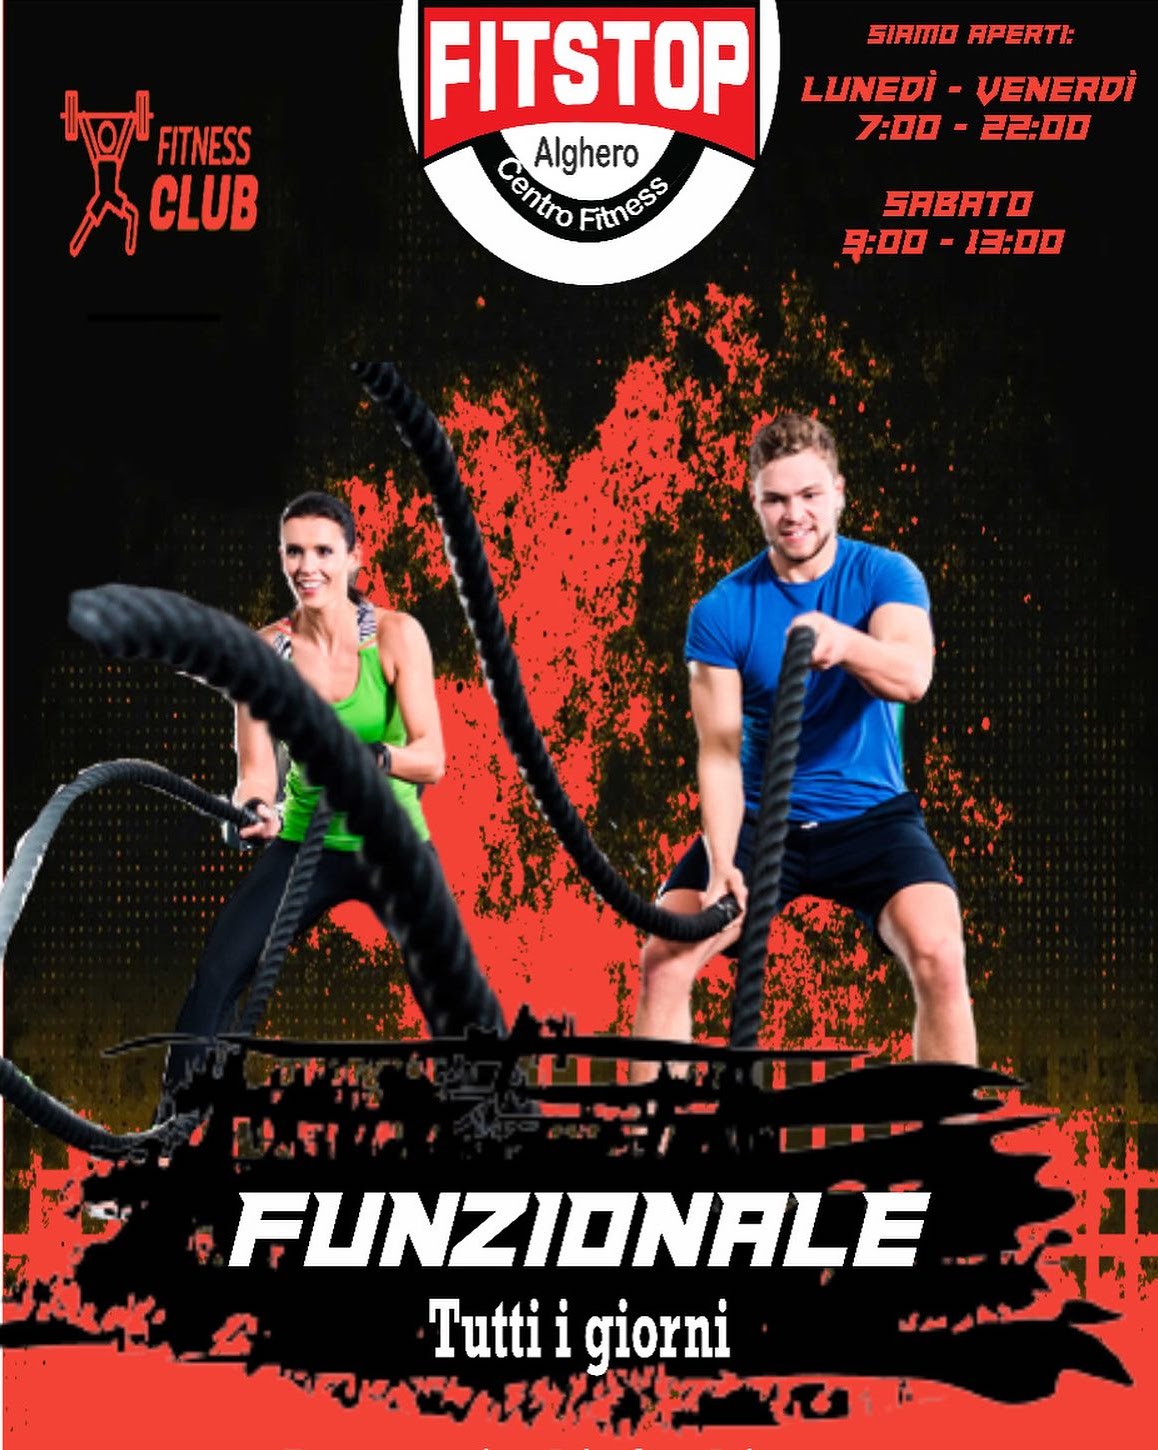 FITSTOP
Alghero
Centro Fitness
FITNESS
CLUB
SIAMO APERTI:
LUNEDÌ - VENERDÌ
7:00 - 22:00
SABATO
9:00 - 13:00
FUNZIONALE
Tutti i giorni